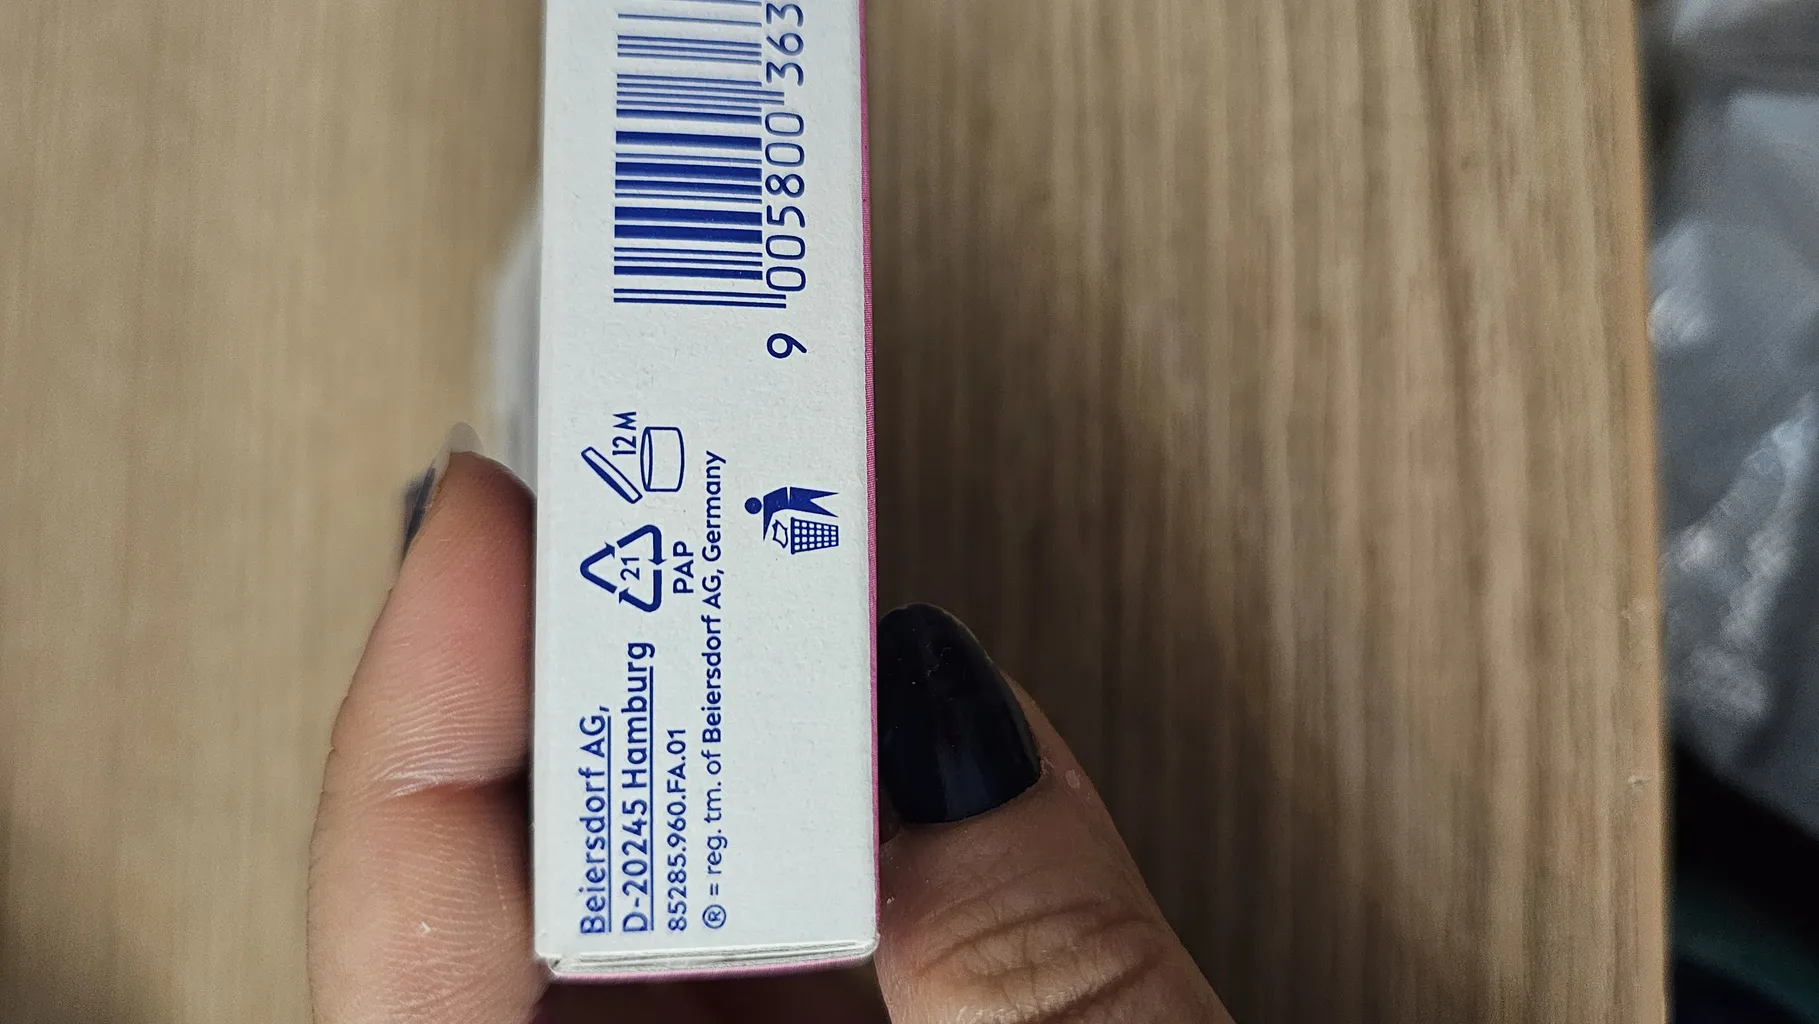 Beiersdorf AG,
D-20245 Hamburg
85285.960.FA.01
® = reg. tm. of Beiersdorf AG, Germany
21
PAP
12M
9 005800 363